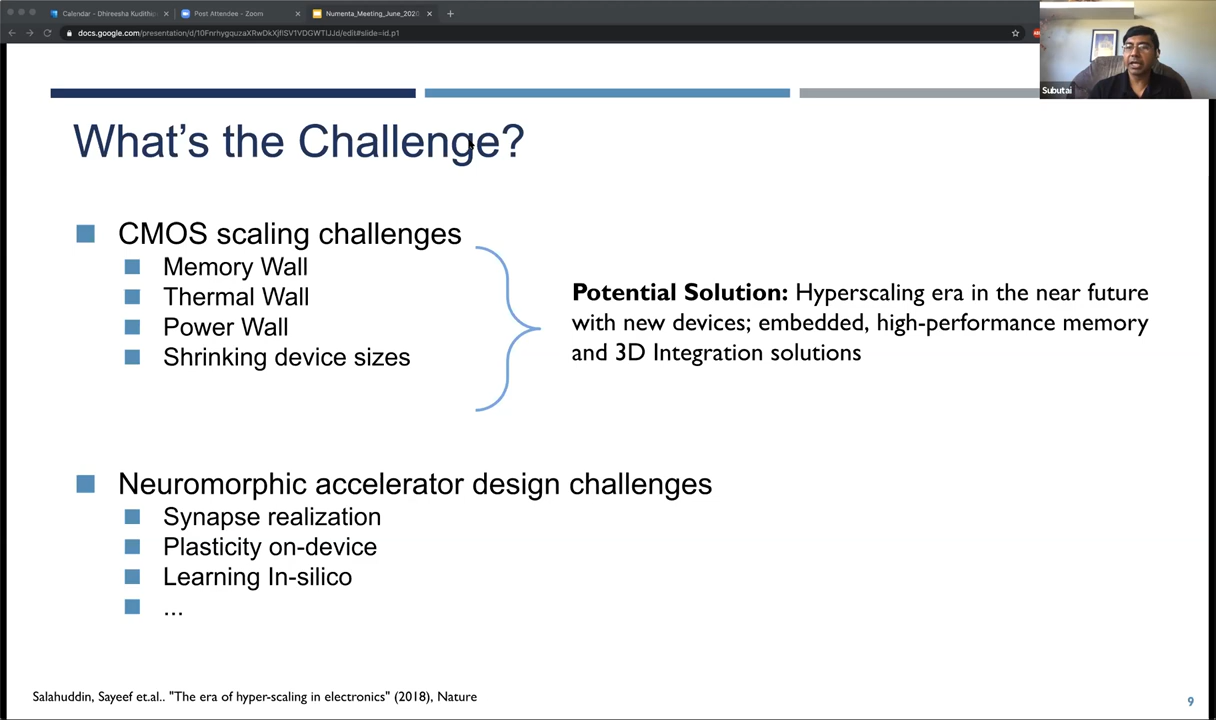 Calendar - Dhireesha Kudithip
Post Attendee - Zoom
Numenta_Meeting_June_2020
docs.google.com/presentation/d/10FnrhygquzaXRwDkXjfiSV1VDGWTIJJd/edit#slide=id.p1
Subutai
What's the Challenge?
CMOS scaling challenges
Memory Wall
Thermal Wall
Power Wall
Shrinking device sizes
Potential Solution: Hyperscaling era in the near future
with new devices; embedded, high-performance memory
and 3D Integration solutions
Neuromorphic accelerator design challenges
Synapse realization
Plasticity on-device
Learning In-silico
...
Salahuddin, Sayeef et.al.. "The era of hyper-scaling in electronics" (2018), Nature
9